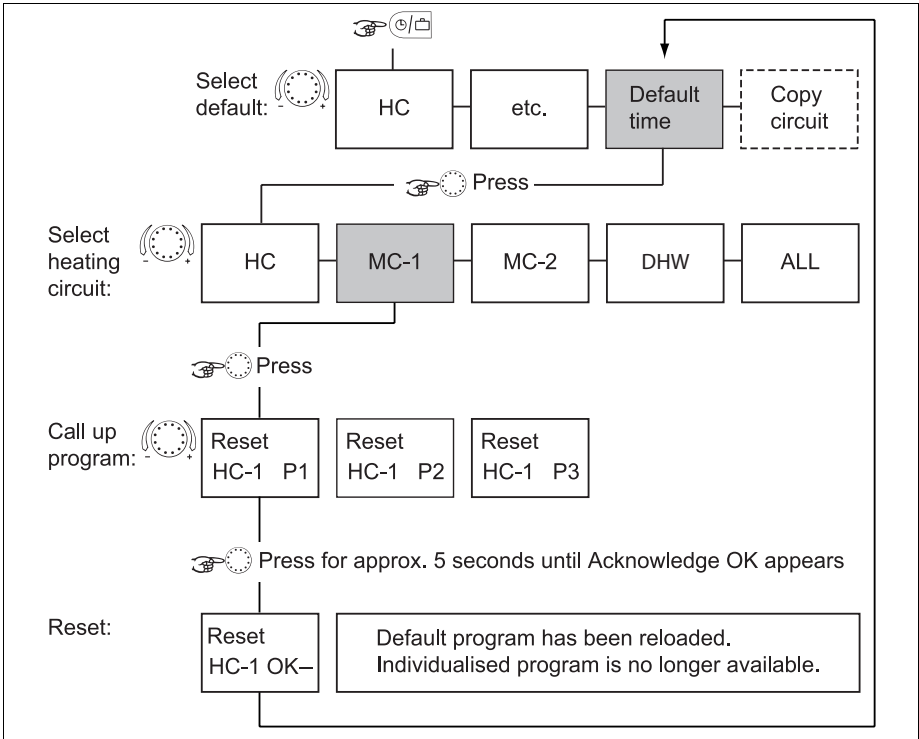 Select
default:
- +
HC
etc.
Default
time
Copy
circuit
Press
Select
heating
circuit:
- +
HC
MC-1
MC-2
DHW
ALL
Press
Call up
program:
- +
Reset
HC-1 P1
Reset
HC-1 P2
Reset
HC-1 P3
Press for approx. 5 seconds until Acknowledge OK appears
Reset:
Reset
HC-1 OK–
Default program has been reloaded.
Individualised program is no longer available.